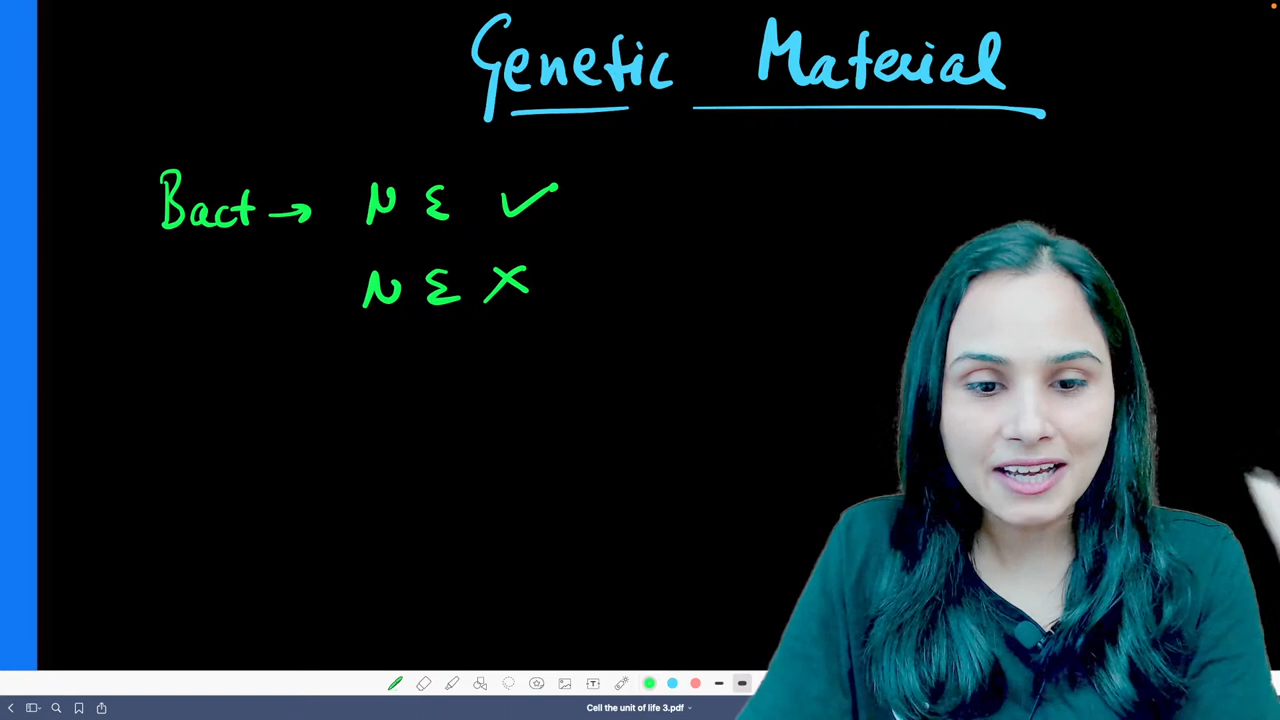 Genetic Material
Bact → N Σ ✓
N Σ ✗
Cell the unit of life 3.pdf